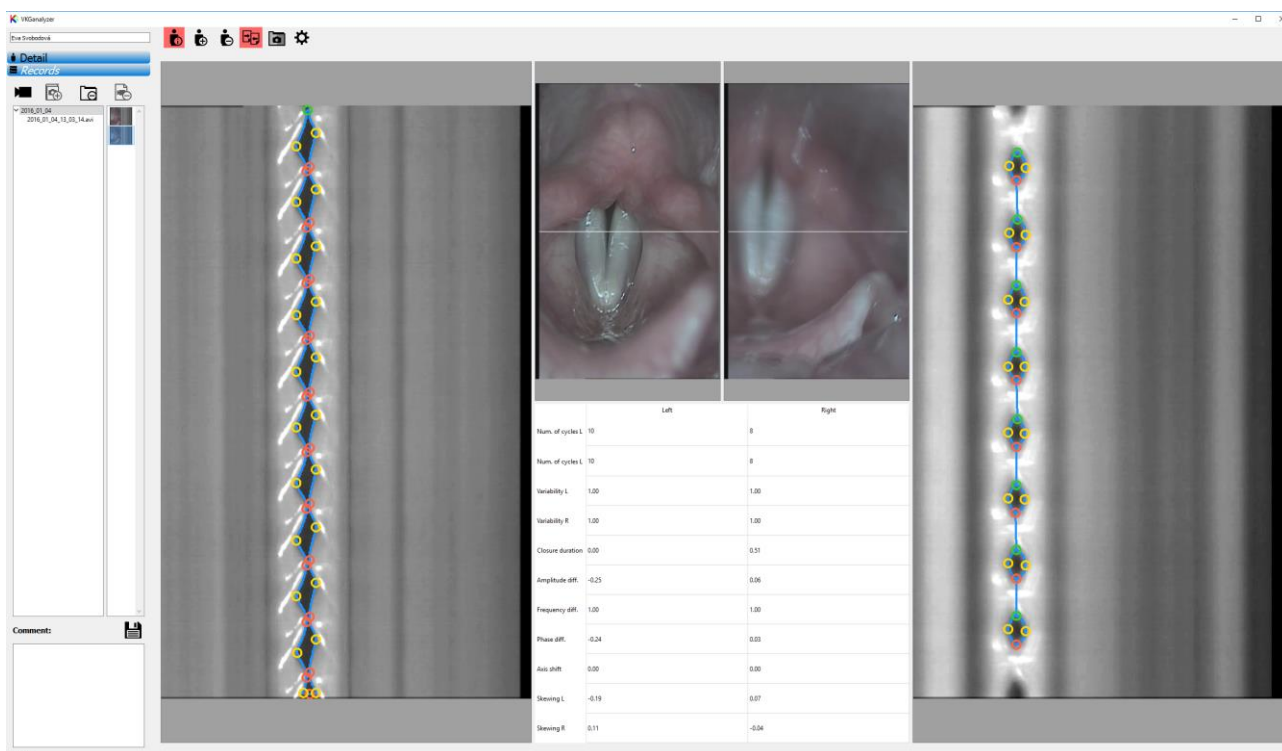 VKGanalyzer
Eva Svobodová
Detail
Records
2016_01_04
2016_01_04_13_03_14.avi
Comment:
Left Right
Num. of cycles L 10 8
Num. of cycles L 10 8
Variability L 1.00 1.00
Variability R 1.00 1.00
Closure duration 0.00 0.51
Amplitude diff. -0.25 0.06
Frequency diff. 1.00 1.00
Phase diff. -0.24 0.03
Axis shift 0.00 0.00
Skewing L -0.19 0.07
Skewing R 0.11 -0.04